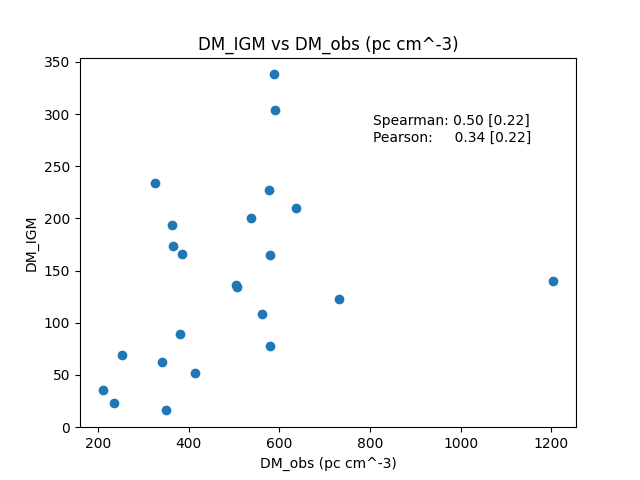 DM_IGM vs DM_obs (pc cm^-3)
350
300
250
200
150
100
50
0
DM_IGM
Spearman: 0.50 [0.22]
Pearson: 0.34 [0.22]
200 400 600 800 1000 1200
DM_obs (pc cm^-3)